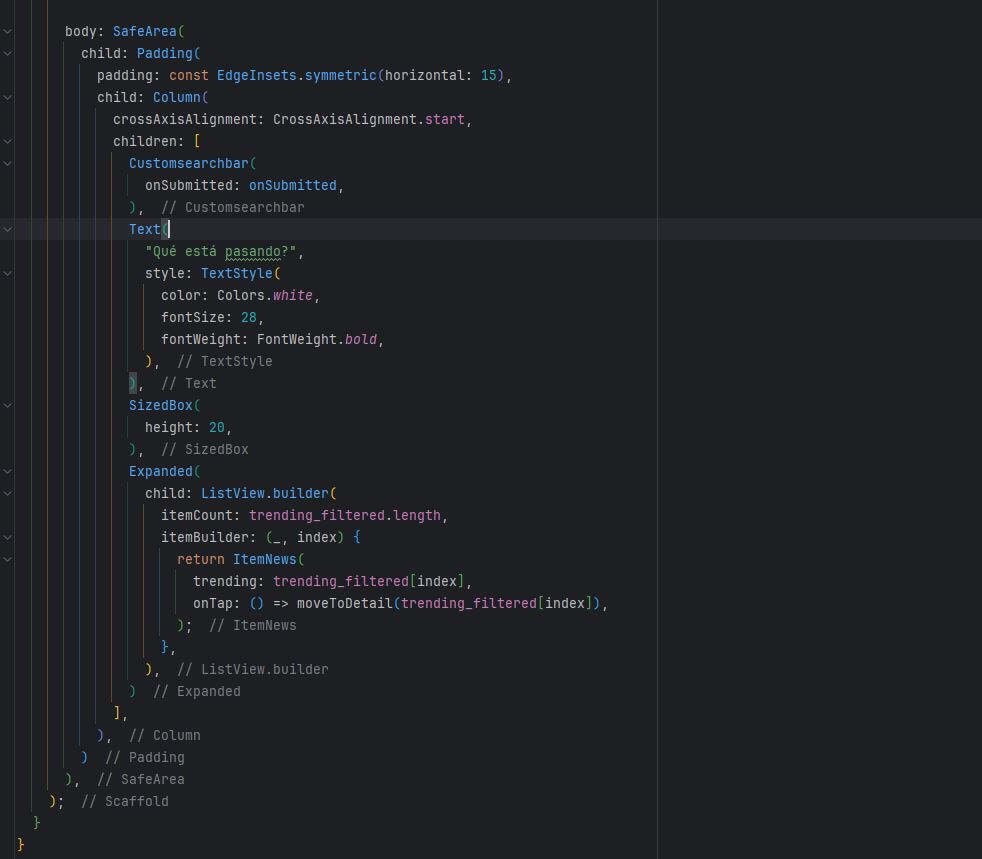 body: SafeArea(
child: Padding(
padding: const EdgeInsets.symmetric(horizontal: 15),
child: Column(
crossAxisAlignment: CrossAxisAlignment.start,
children: [
Customsearchbar(
onSubmitted: onSubmitted,
), // Customsearchbar
Text(
"Qué está pasando?",
style: TextStyle(
color: Colors.white,
fontSize: 28,
fontWeight: FontWeight.bold,
), // TextStyle
), // Text
SizedBox(
height: 20,
), // SizedBox
Expanded(
child: ListView.builder(
itemCount: trending_filtered.length,
itemBuilder: (_, index) {
return ItemNews(
trending: trending_filtered[index],
onTap: () => moveToDetail(trending_filtered[index]),
); // ItemNews
},
), // ListView.builder
) // Expanded
],
), // Column
) // Padding
), // SafeArea
); // Scaffold
}
}